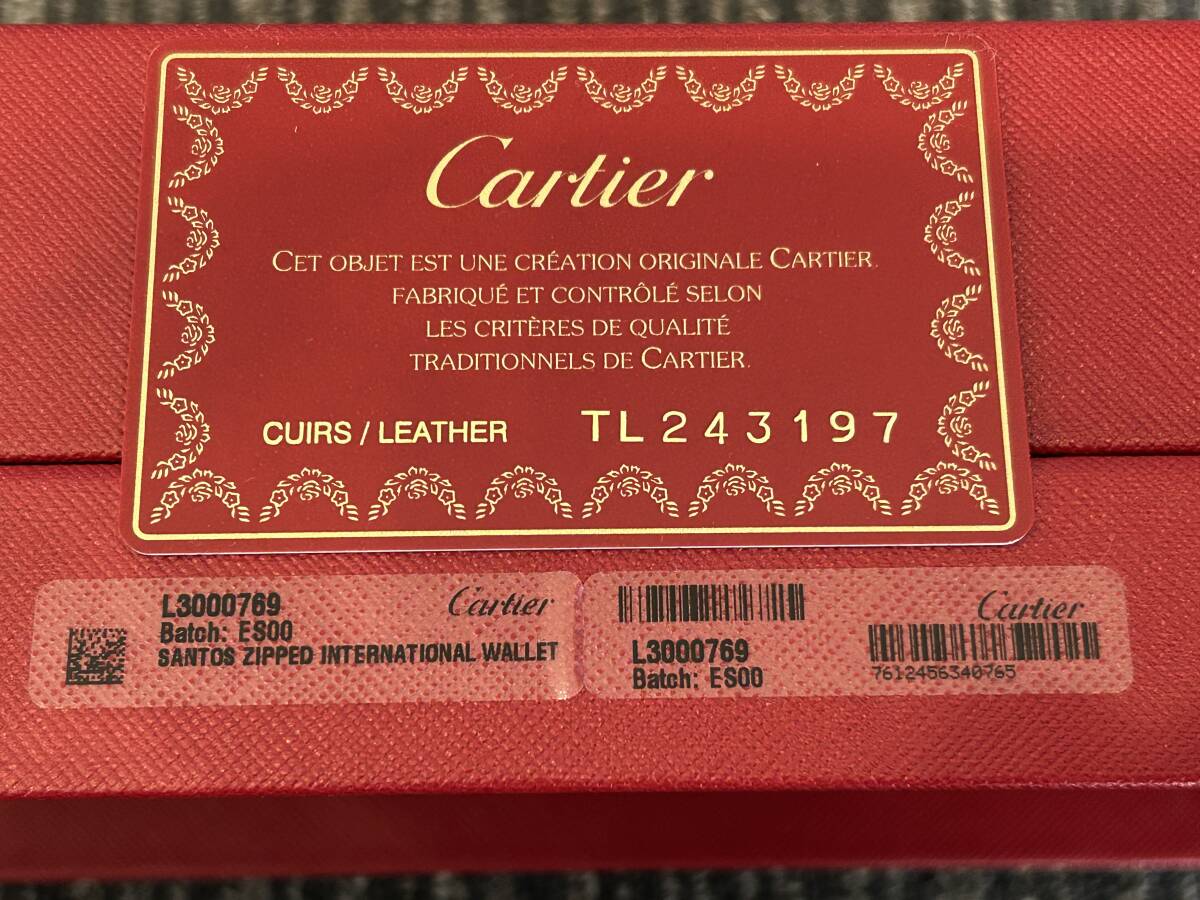 Cartier
CET OBJET EST UNE CRÉATION ORIGINALE CARTIER.
FABRIQUÉ ET CONTRÔLÉ SELON
LES CRITÈRES DE QUALITÉ
TRADITIONNELS DE CARTIER.
CUIRS / LEATHER TL243197
L3000769 Cartier
Batch: ES00
SANTOS ZIPPED INTERNATIONAL WALLET
Cartier
L3000769
Batch: ES00
7612456340765